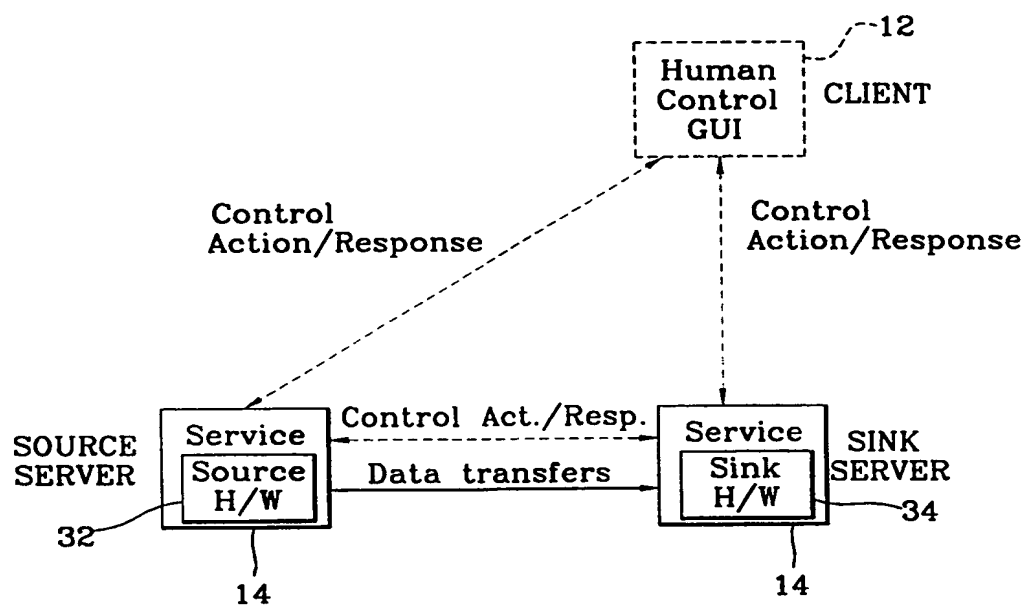 12
Human
Control
GUI
CLIENT
Control
Action/Response
Control
Action/Response
SOURCE
SERVER
Service
Source
H/W
Control Act./Resp.
Data transfers
Service
Sink
H/W
SINK
SERVER
32
34
14
14